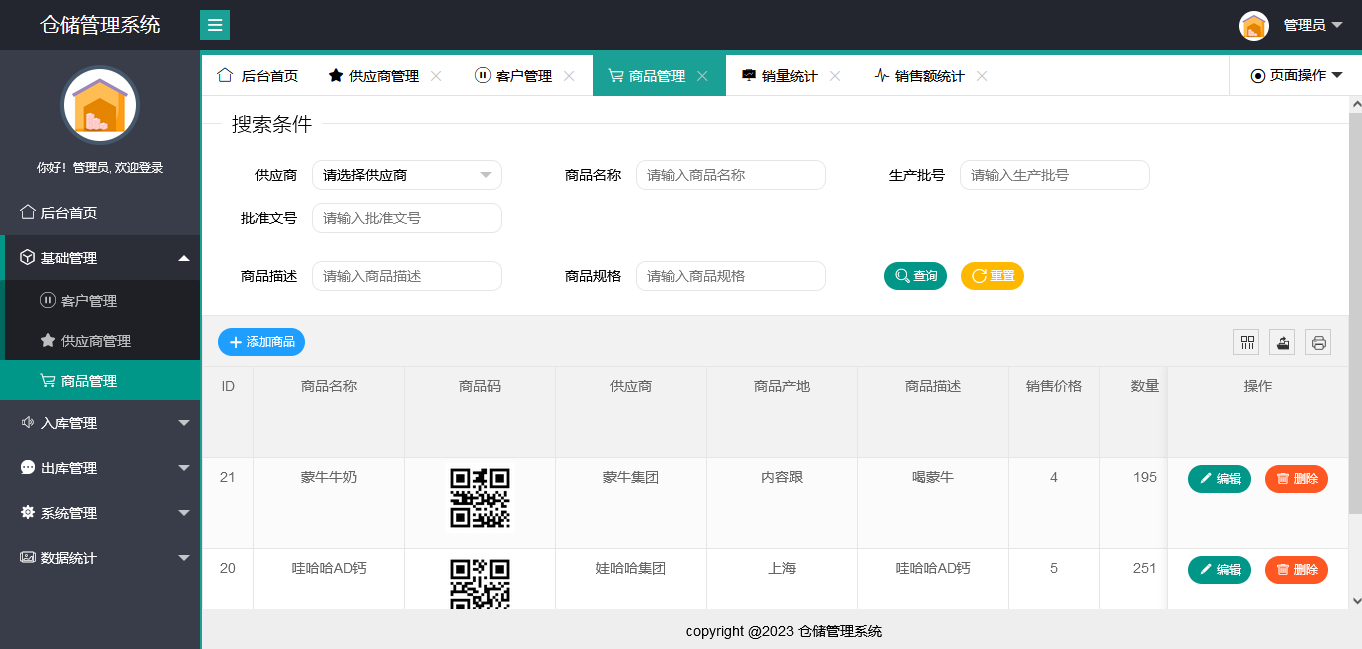 仓储管理系统
管理员
你好！管理员, 欢迎登录
后台首页
基础管理
客户管理
供应商管理
商品管理
入库管理
出库管理
系统管理
数据统计
后台首页 供应商管理 客户管理 商品管理 销量统计 销售额统计 页面操作
搜索条件
供应商 请选择供应商 商品名称 请输入商品名称 生产批号 请输入生产批号
批准文号 请输入批准文号
商品描述 请输入商品描述 商品规格 请输入商品规格 查询 重置
添加商品
ID 商品名称 商品码 供应商 商品产地 商品描述 销售价格 数量 操作
21 蒙牛牛奶 蒙牛集团 内容跟 喝蒙牛 4 195 编辑 删除
20 哇哈哈AD钙 娃哈哈集团 上海 哇哈哈AD钙 5 251 编辑 删除
copyright @2023 仓储管理系统